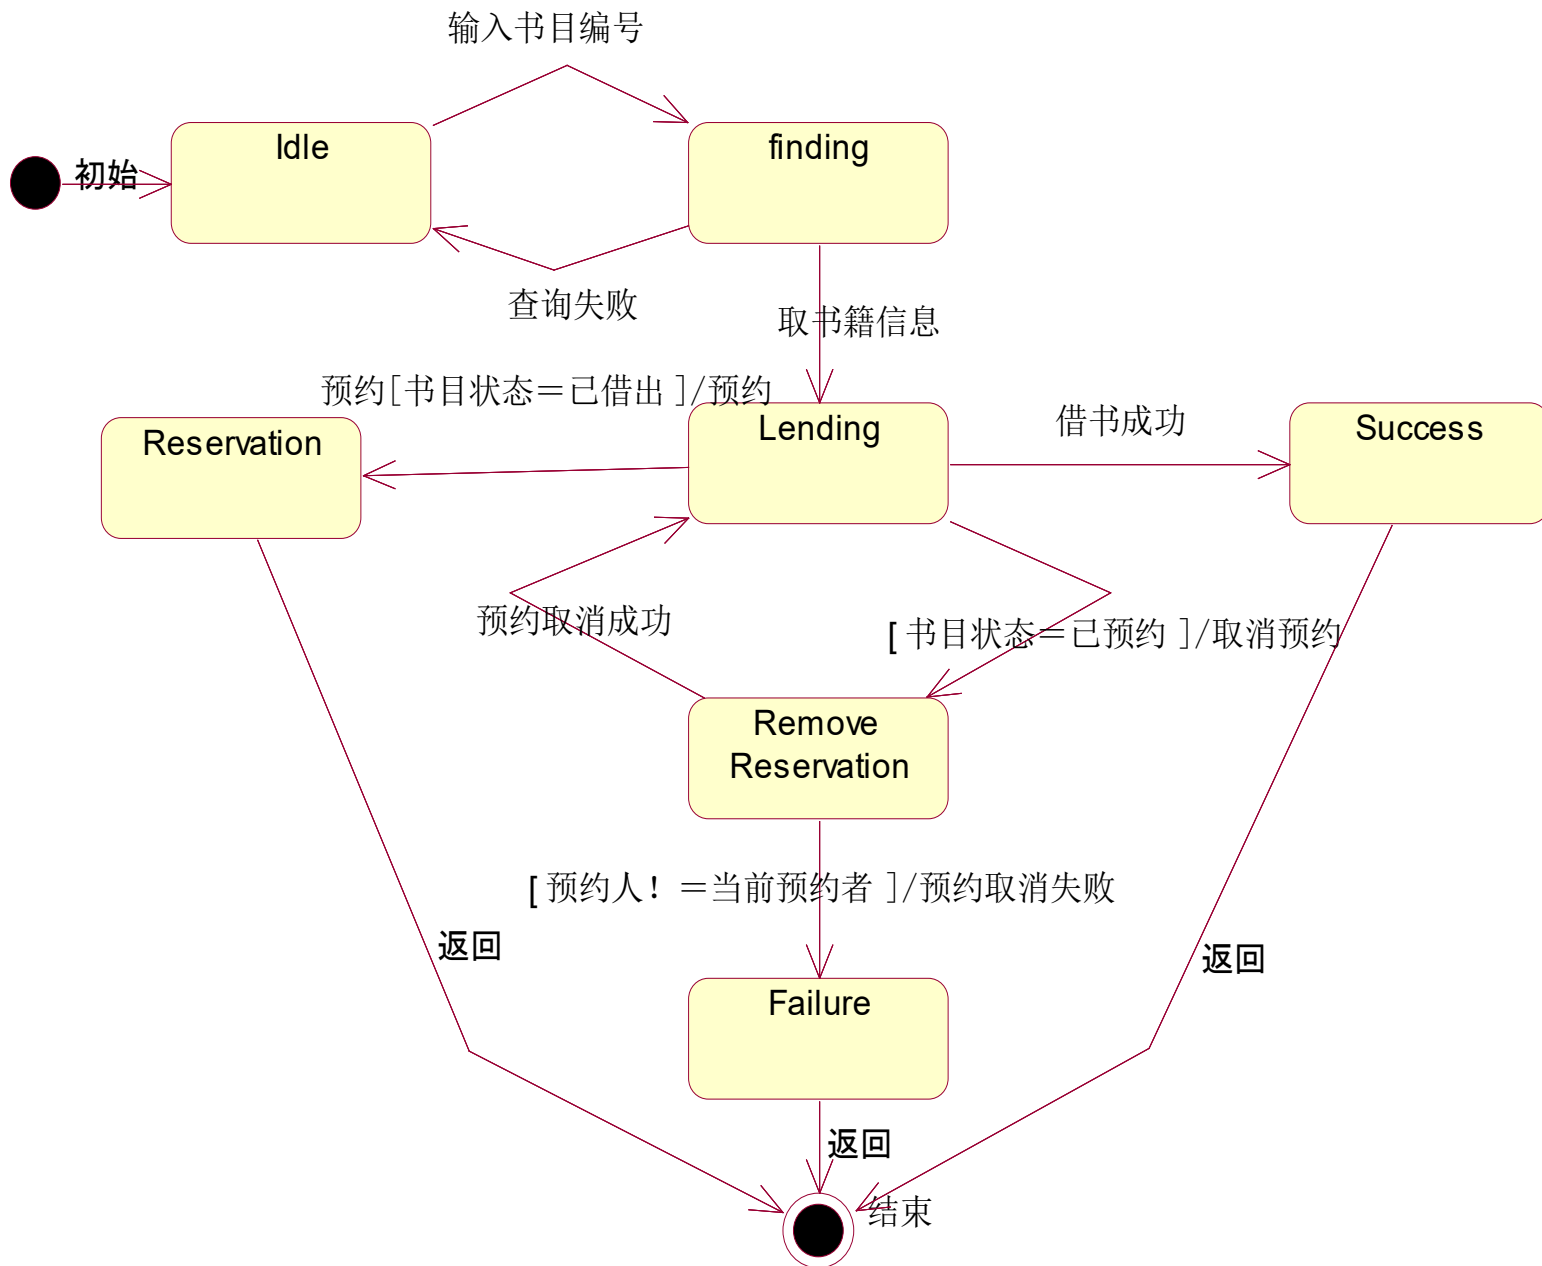 输入书目编号
Idle
finding
初始
查询失败
取书籍信息
预约[书目状态＝已借出 ]/预约
Reservation
Lending
借书成功
Success
预约取消成功
[ 书目状态＝已预约 ]/取消预约
Remove
Reservation
[ 预约人！＝当前预约者 ]/预约取消失败
返回
返回
Failure
返回
结束